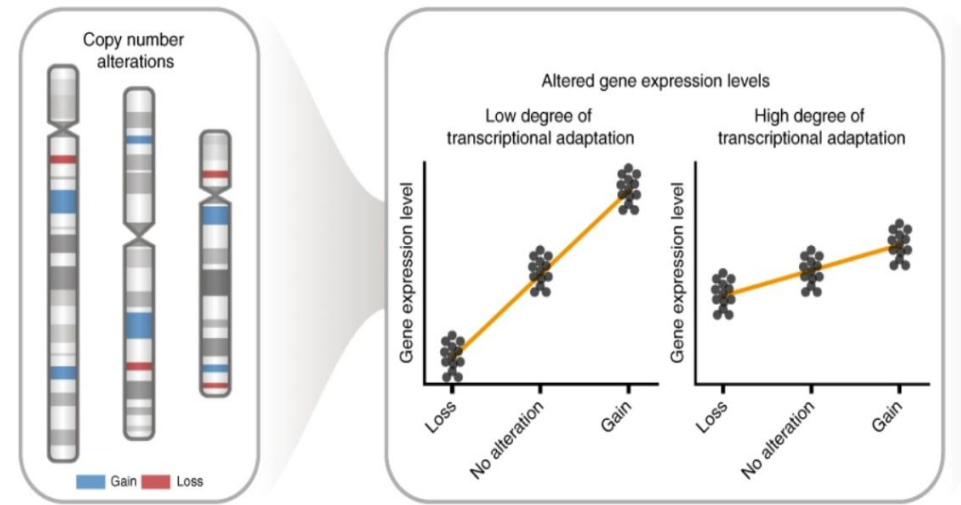 Copy number
alterations
Gain
Loss
Altered gene expression levels
Low degree of
transcriptional adaptation
Gene expression level
Loss
No alteration
Gain
High degree of
transcriptional adaptation
Gene expression level
Loss
No alteration
Gain